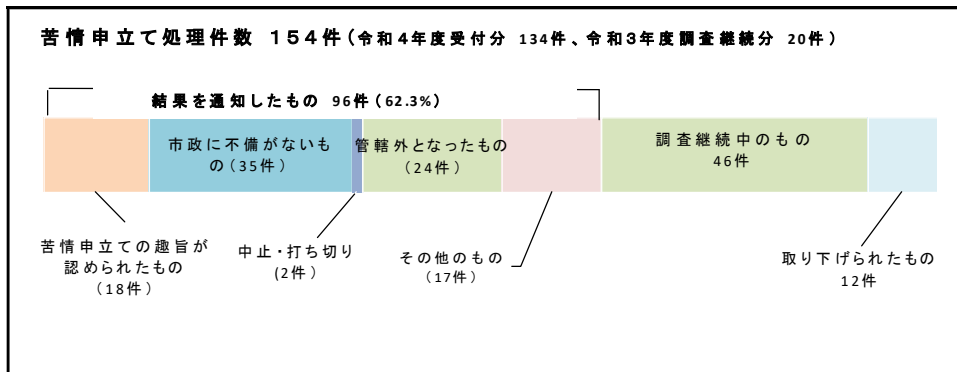 苦情申立て処理件数 154件(令和4年度受付分 134件、令和3年度調査継続分 20件)
結果を通知したもの 96件(62.3%)
市政に不備がないも
の(35件)
管轄外となったもの
(24件)
調査継続中のもの
46件
苦情申立ての趣旨が
認められたもの
(18件)
中止・打ち切り
(2件)
その他のもの
(17件)
取り下げられたもの
12件